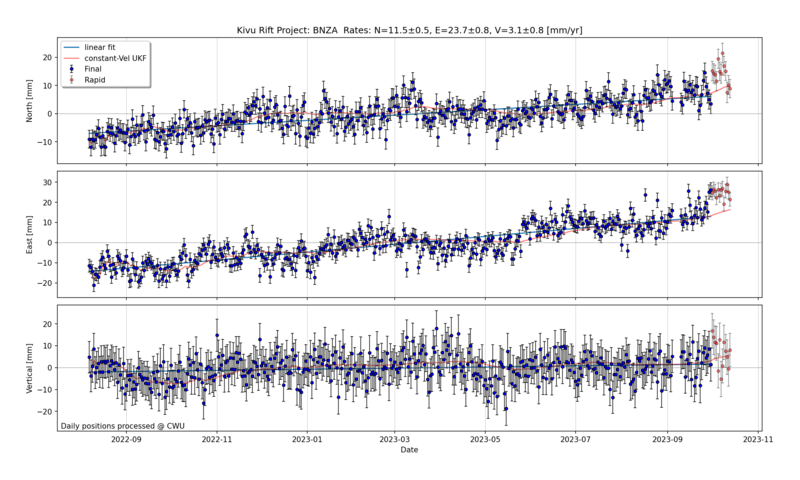 Kivu Rift Project: BNZA Rates: N=11.5±0.5, E=23.7±0.8, V=3.1±0.8 [mm/yr]
linear fit
constant-Vel UKF
Final
Rapid
North [mm]
20
10
0
−10
East [mm]
30
20
10
0
−10
−20
Vertical [mm]
20
10
0
−10
−20
Daily positions processed @ CWU
2022-09 2022-11 2023-01 2023-03 2023-05 2023-07 2023-09 2023-11
Date